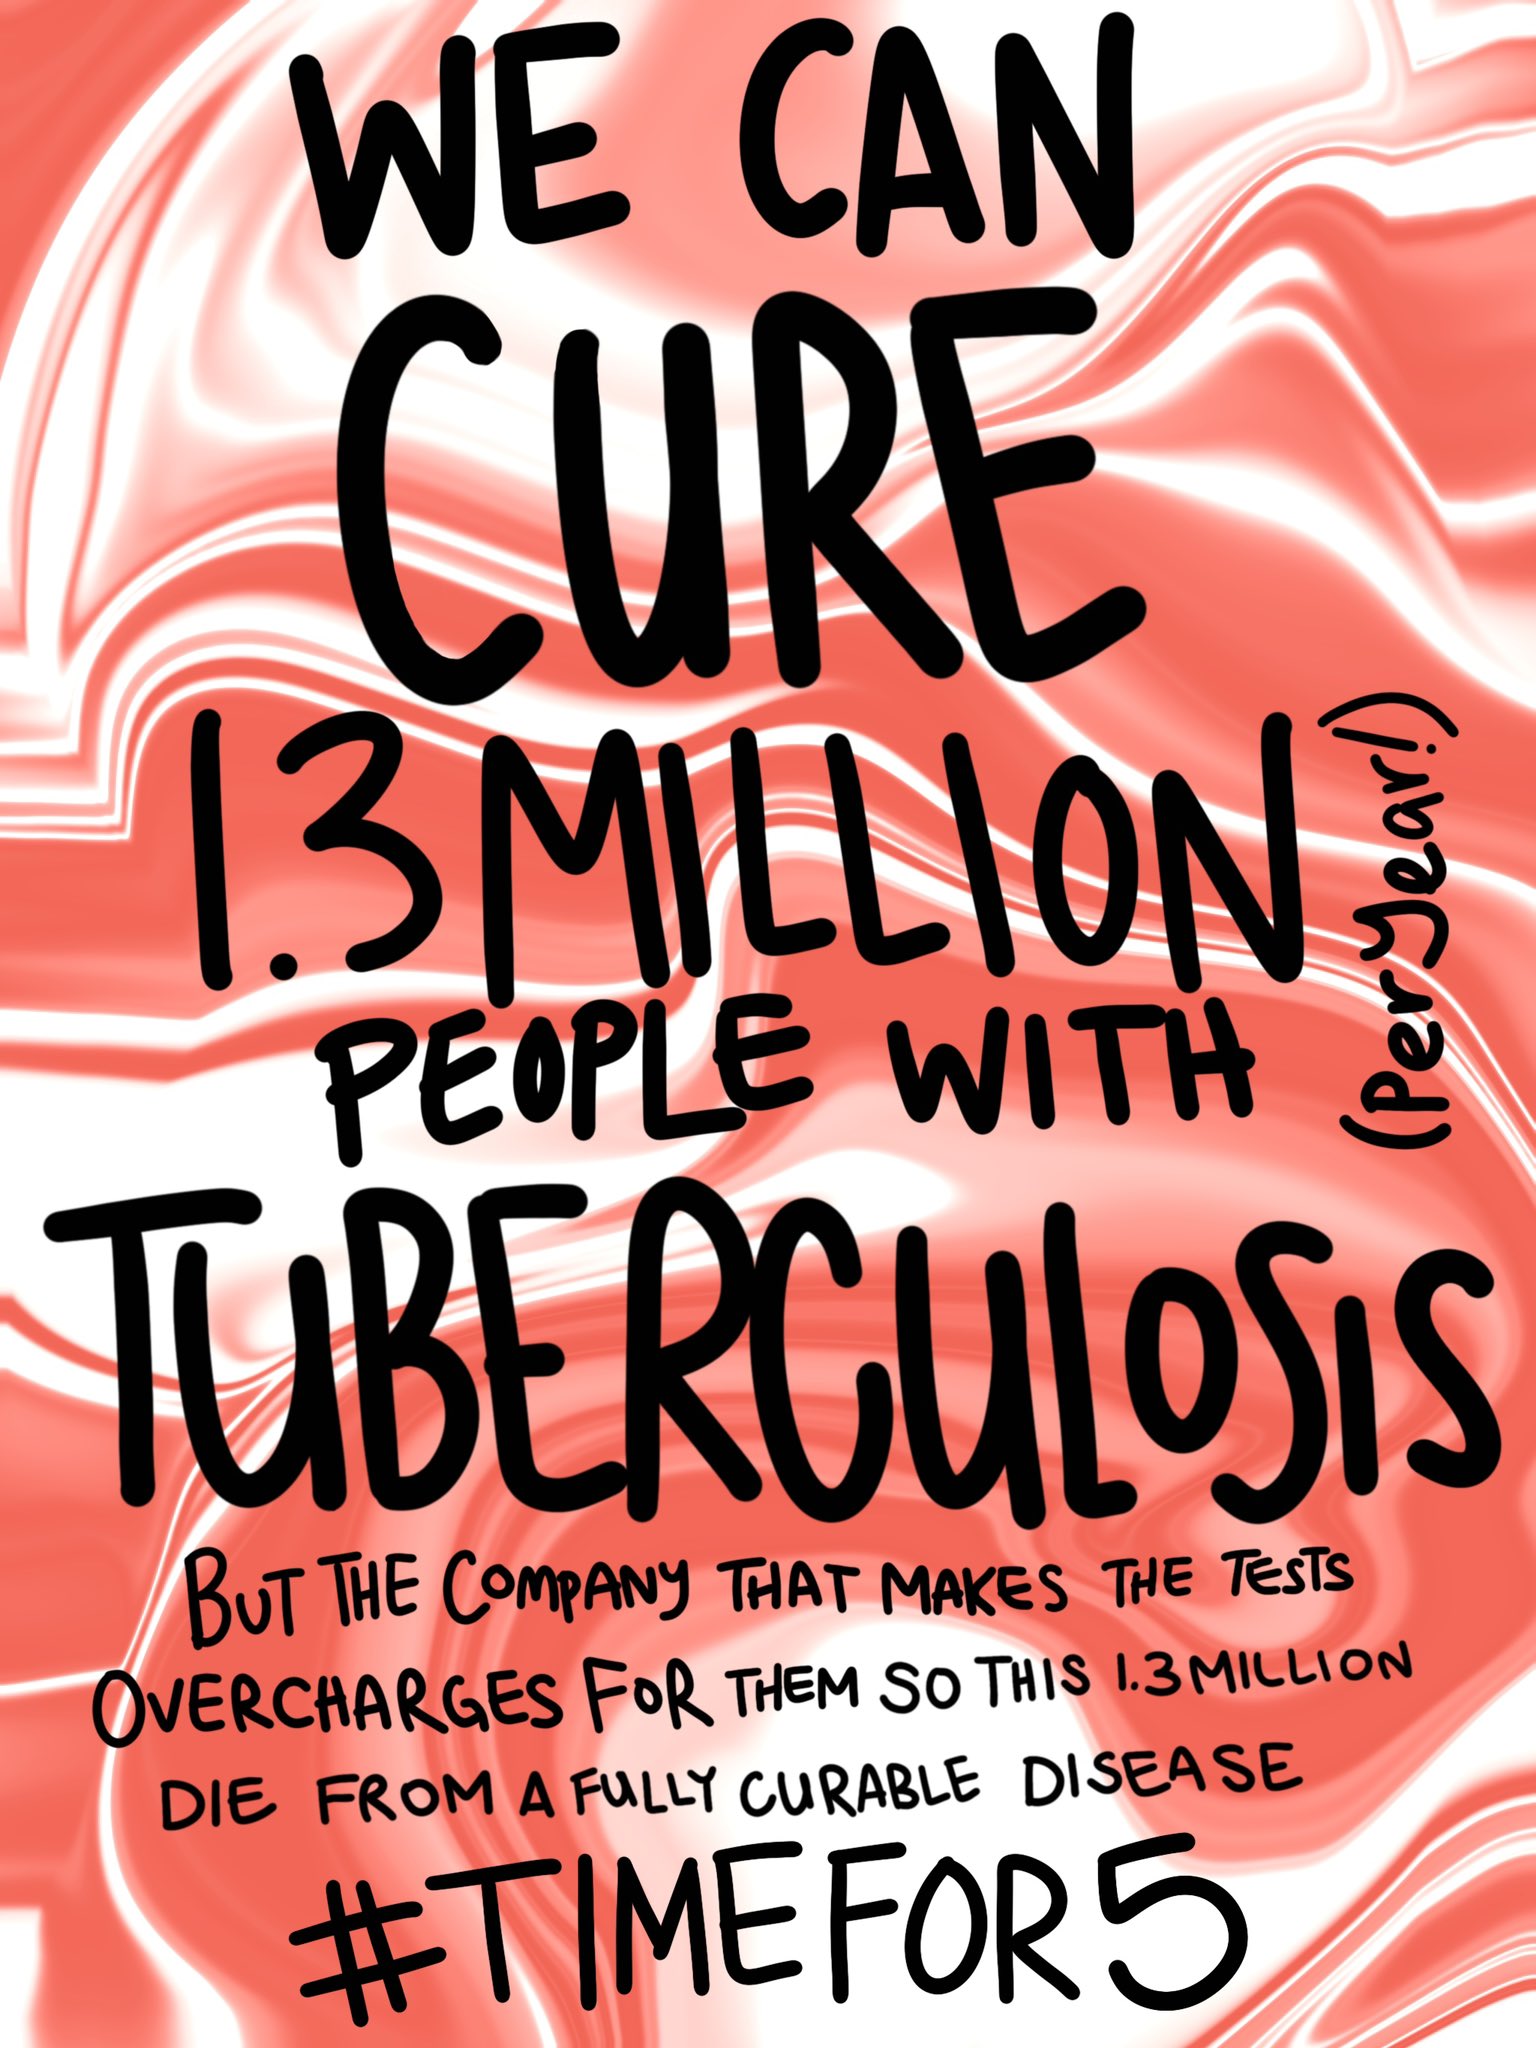 WE CAN
CURE
1.3 MILLION
(Per year!)
PEOPLE WITH
TUBERCULOSIS
BUT THE COMPANY THAT MAKES THE TESTS
OVERCHARGES FOR THEM SO THIS 1.3 MILLION
DIE FROM A FULLY CURABLE DISEASE
#TIMEFOR5